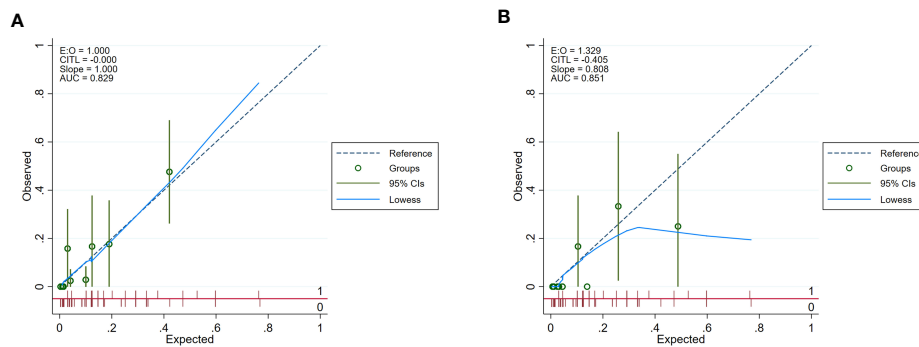 A
E:O = 1.000
CITL = -0.000
Slope = 1.000
AUC = 0.829
1
.8
.6
.4
.2
0
Observed
1
0
0 .2 .4 .6 .8 1
Expected
Reference
Groups
95% CIs
Lowess
B
E:O = 1.329
CITL = -0.405
Slope = 0.808
AUC = 0.851
1
.8
.6
.4
.2
0
Observed
1
0
0 .2 .4 .6 .8 1
Expected
Reference
Groups
95% CIs
Lowess